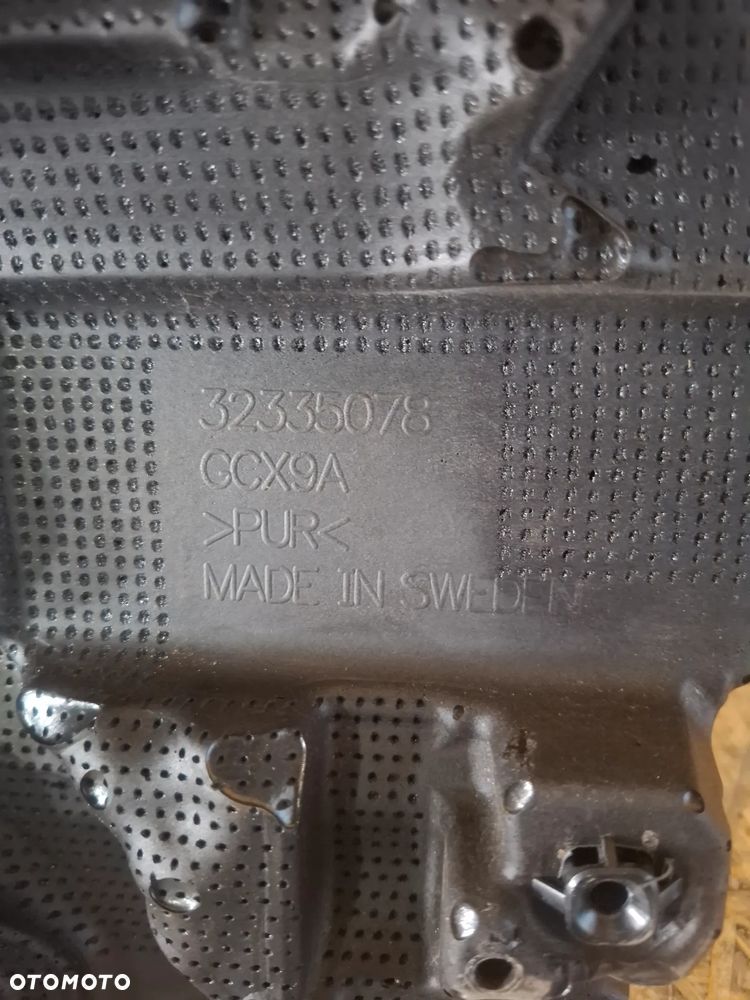 32335078
GCX9A
>PUR<
MADE IN SWEDEN
OTOMOTO